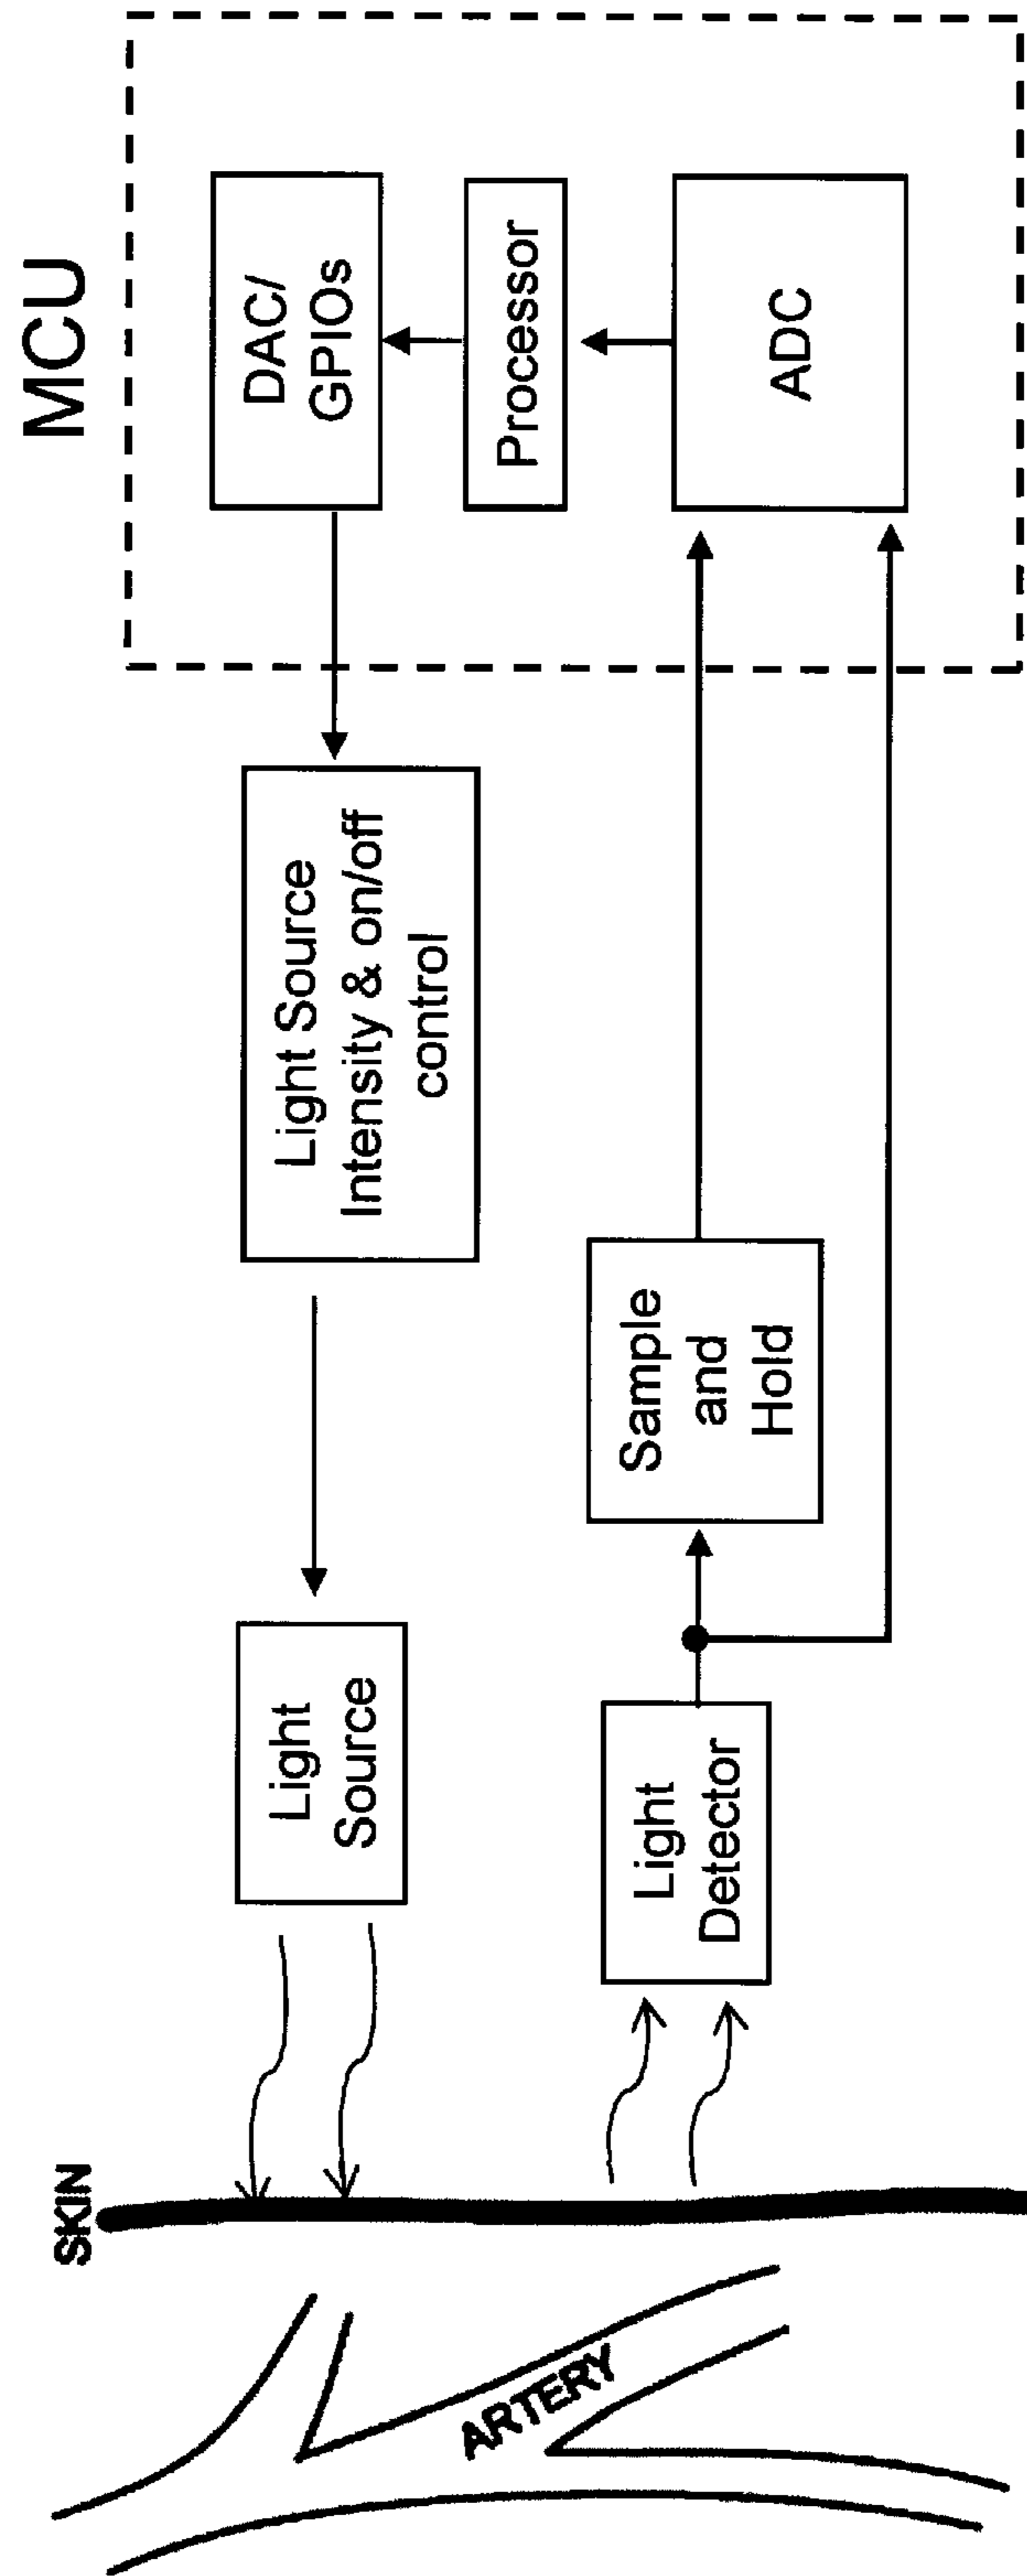 MCU
DAC/
GPIOs
Processor
ADC
Light Source
Intensity & on/off
control
Sample
and
Hold
Light
Source
Light
Detector
SKIN
ARTERY